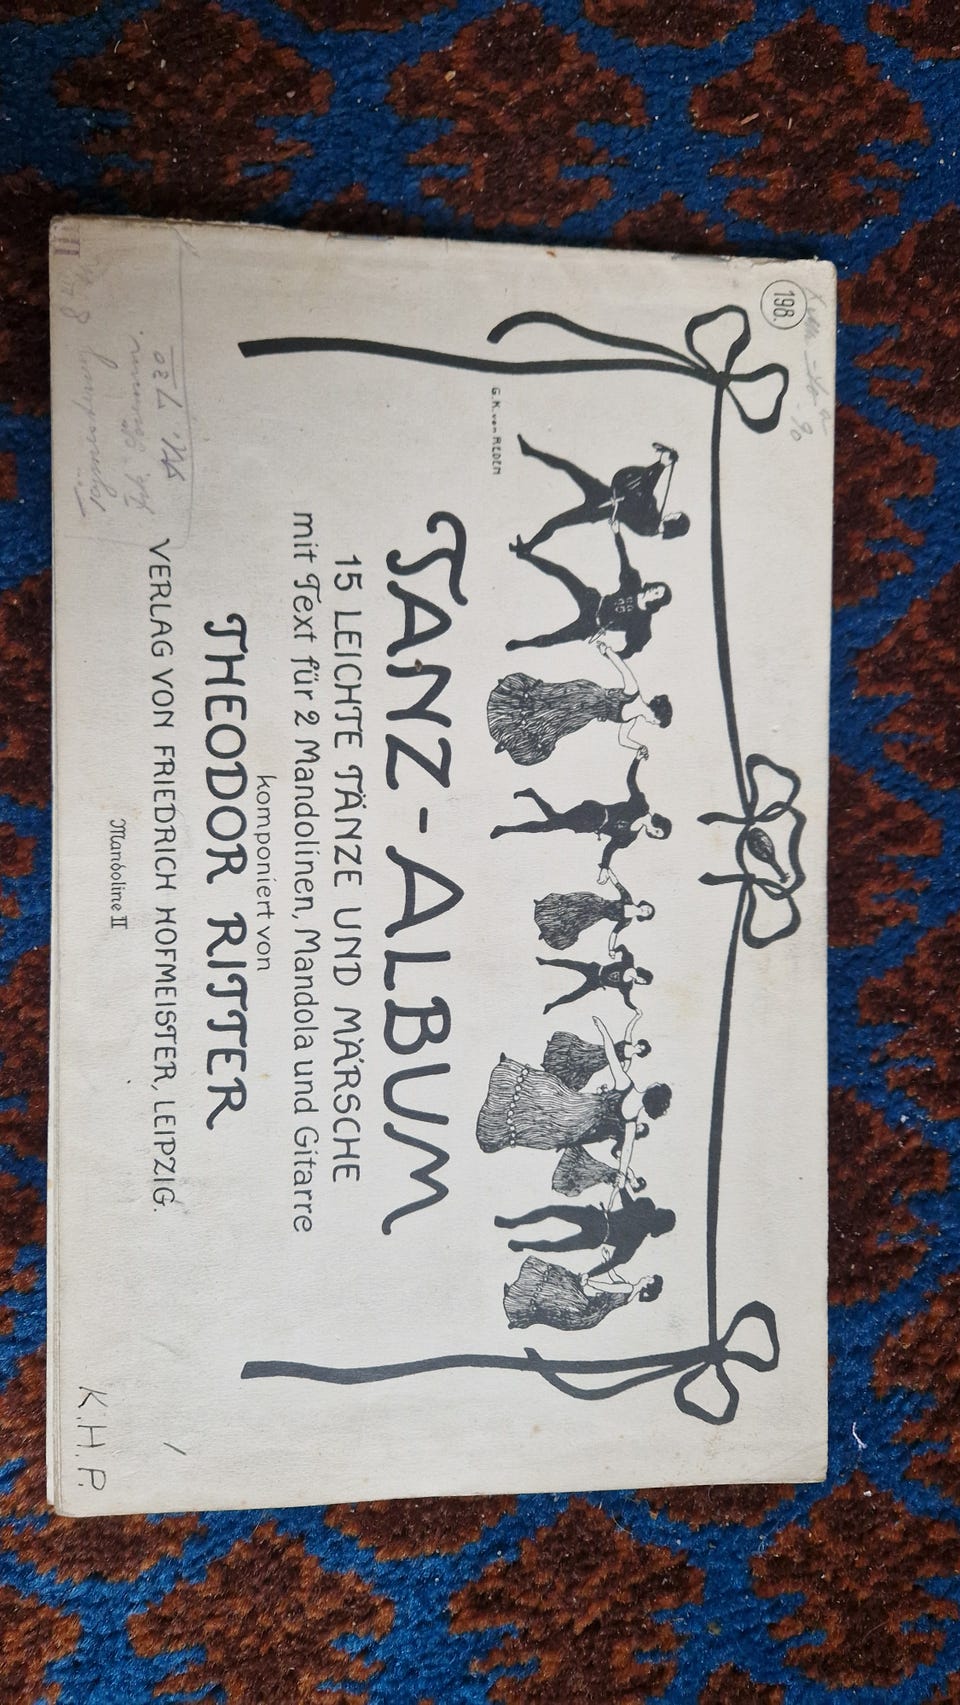 198.
G. K. von REDEN
TANZ-ALBUM
15 LEICHTE TÄNZE UND MÄRSCHE
mit Text für 2 Mandolinen, Mandola und Gitarre
komponiert von
THEODOR RITTER
VERLAG VON FRIEDRICH HOFMEISTER, LEIPZIG.
Mandoline II
K.H.P.